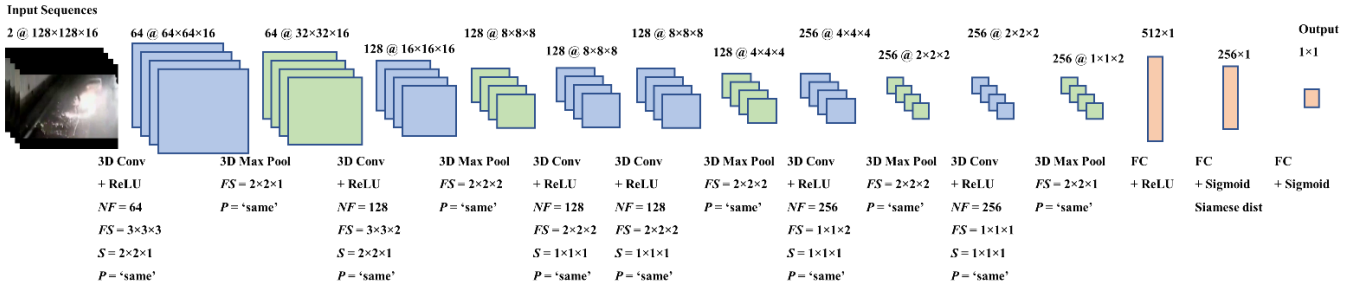 Input Sequences
Output
2 @ 128×128×16
64 @ 64×64×16
64 @ 32×32×16
128 @ 16×16×16
128 @ 8×8×8
128 @ 8×8×8
128 @ 8×8×8
128 @ 4×4×4
256 @ 4×4×4
256 @ 2×2×2
256 @ 2×2×2
256 @ 1×1×2
512×1
256×1
1×1
3D Conv
+ ReLU
NF = 64
FS = 3×3×3
S = 2×2×1
P = ‘same’
3D Max Pool
FS = 2×2×1
P = ‘same’
3D Conv
+ ReLU
NF = 128
FS = 3×3×2
S = 2×2×1
P = ‘same’
3D Max Pool
FS = 2×2×2
P = ‘same’
3D Conv
+ ReLU
NF = 128
FS = 2×2×2
S = 1×1×1
P = ‘same’
3D Conv
+ ReLU
NF = 128
FS = 2×2×2
S = 1×1×1
P = ‘same’
3D Max Pool
FS = 2×2×2
P = ‘same’
3D Conv
+ ReLU
NF = 256
FS = 1×1×2
S = 1×1×1
P = ‘same’
3D Max Pool
FS = 2×2×2
P = ‘same’
3D Conv
+ ReLU
NF = 256
FS = 1×1×1
S = 1×1×1
P = ‘same’
3D Max Pool
FS = 2×2×1
P = ‘same’
FC
+ ReLU
FC
+ Sigmoid
Siamese dist
FC
+ Sigmoid